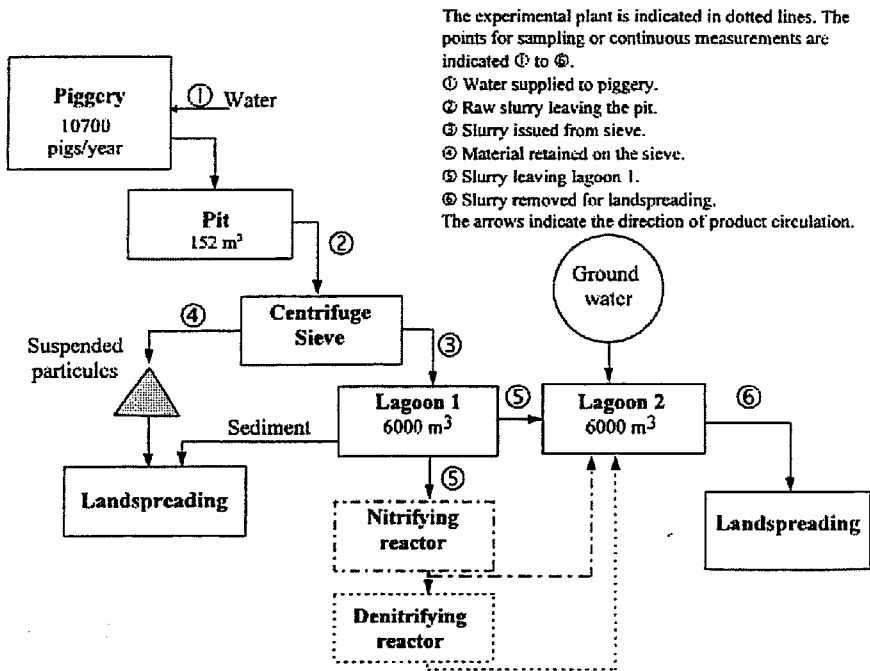 The experimental plant is indicated in dotted lines. The
points for sampling or continuous measurements are
indicated ① to ⑥.
① Water supplied to piggery.
② Raw slurry leaving the pit.
③ Slurry issued from sieve.
④ Material retained on the sieve.
⑤ Slurry leaving lagoon 1.
⑥ Slurry removed for landspreading.
The arrows indicate the direction of product circulation.
Piggery
10700
pigs/year
① Water
Pit
152 m³
②
Ground
water
Centrifuge
Sieve
④
③
Suspended
particules
Lagoon 1
6000 m³
⑤
Lagoon 2
6000 m³
⑥
Sediment
Landspreading
⑤
Nitrifying
reactor
Landspreading
Denitrifying
reactor